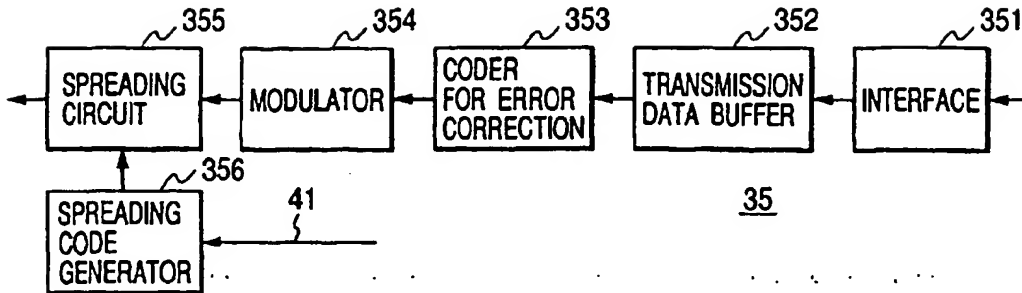 355
354
353
352
351
SPREADING
CIRCUIT
MODULATOR
CODER
FOR ERROR
CORRECTION
TRANSMISSION
DATA BUFFER
INTERFACE
356
SPREADING
CODE
GENERATOR
41
35